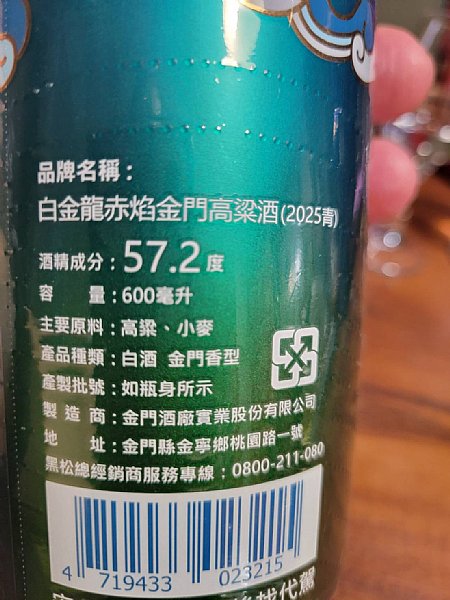 品牌名稱：
白金龍赤焰金門高粱酒(2025青)
酒精成分：57.2度
容　　量：600毫升
主要原料：高粱、小麥
產品種類：白酒 金門香型
產製批號：如瓶身所示
製 造 商：金門酒廠實業股份有限公司
地　　址：金門縣金寧鄉桃園路一號
黑松總經銷商服務專線：0800-211-080
4 719433 023215
找代駕